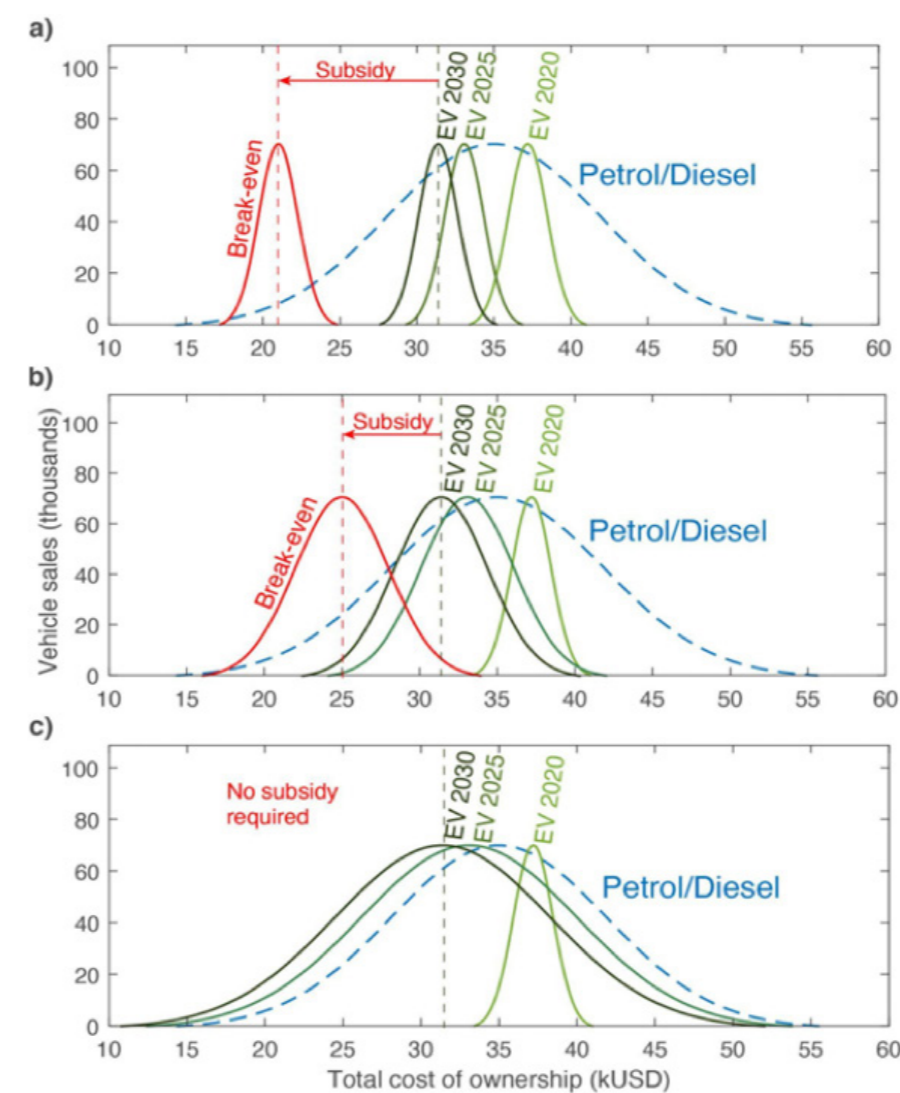 a)
100
80
60
40
20
0
Subsidy
Break-even
EV 2030
EV 2025
EV 2020
Petrol/Diesel
10 15 20 25 30 35 40 45 50 55 60
b)
Vehicle sales (thousands)
100
80
60
40
20
0
Subsidy
Break-even
EV 2030
EV 2025
EV 2020
Petrol/Diesel
10 15 20 25 30 35 40 45 50 55 60
c)
100
80
60
40
20
0
No subsidy
required
EV 2030
EV 2025
EV 2020
Petrol/Diesel
10 15 20 25 30 35 40 45 50 55 60
Total cost of ownership (kUSD)